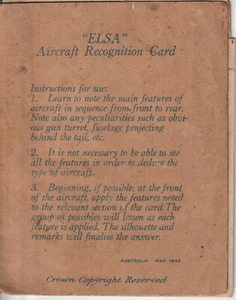 "ELSA"
Aircraft Recognition Card
Instructions for use:
1. Learn to note the main features of
aircraft in sequence from front to rear.
Note also any peculiarities such as obvi-
ous gun turret, fuselage projecting
behind the tail, etc.
2. It is not necessary to be able to see
all the features in order to deduce the
type of aircraft.
3. Beginning, if possible, at the front
of the aircraft, apply the features noted
to the relevant section of the card. The
group of possibles will lessen as each
feature is applied. The silhouette and
remarks will finalise the answer.
AUSTRALIA MAY, 1942
Crown Copyright Reserved